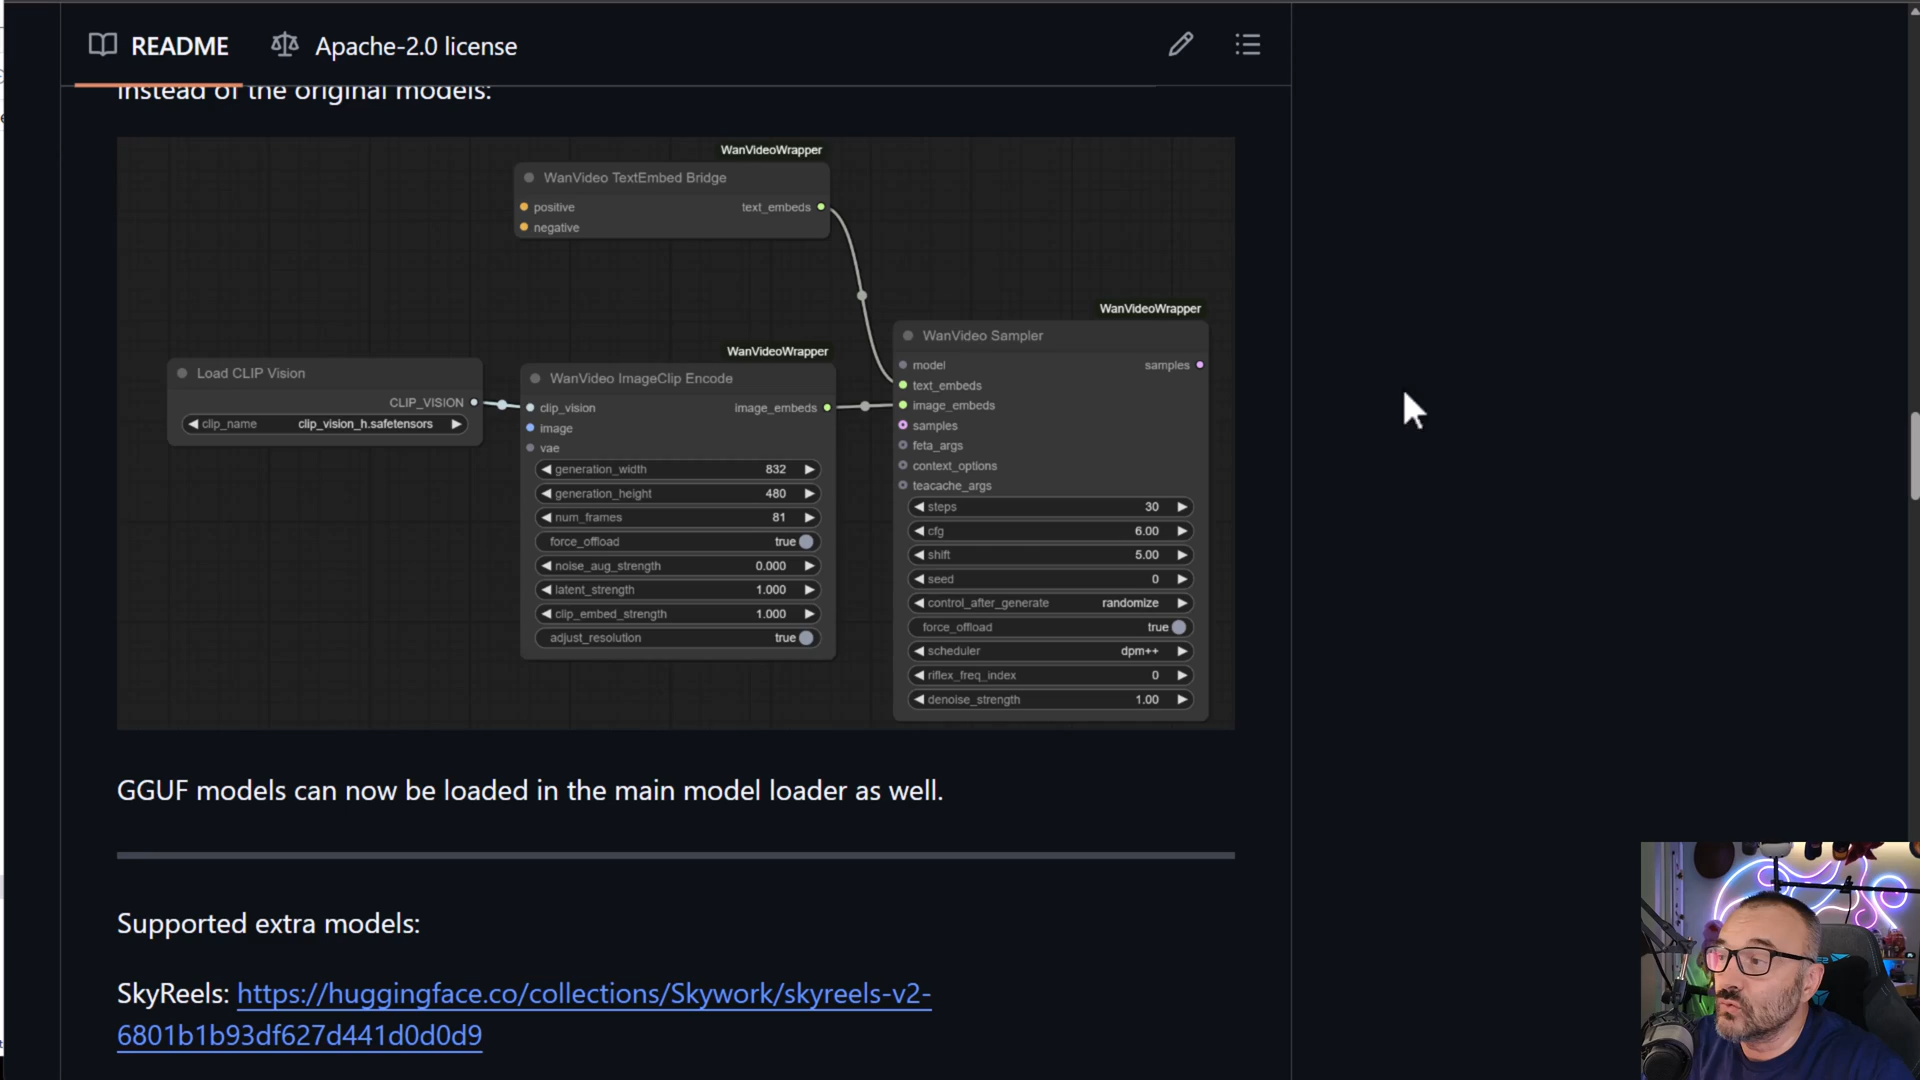 README
Apache-2.0 license
instead of the original models:
WanVideoWrapper
WanVideo TextEmbed Bridge
positive
text_embeds
negative
WanVideoWrapper
Load CLIP Vision
CLIP_VISION
clip_name clip_vision_h.safetensors
WanVideoWrapper
WanVideo ImageClip Encode
clip_vision
image_embeds
image
vae
generation_width 832
generation_height 480
num_frames 81
force_offload true
noise_aug_strength 0.000
latent_strength 1.000
clip_embed_strength 1.000
adjust_resolution true
WanVideo Sampler
model
samples
text_embeds
image_embeds
samples
feta_args
context_options
teacache_args
steps 30
cfg 6.00
shift 5.00
seed 0
control_after_generate randomize
force_offload true
scheduler dpm++
riflex_freq_index 0
denoise_strength 1.00
GGUF models can now be loaded in the main model loader as well.
Supported extra models:
SkyReels: https://huggingface.co/collections/Skywork/skyreels-v2-
6801b1b93df627d441d0d0d9